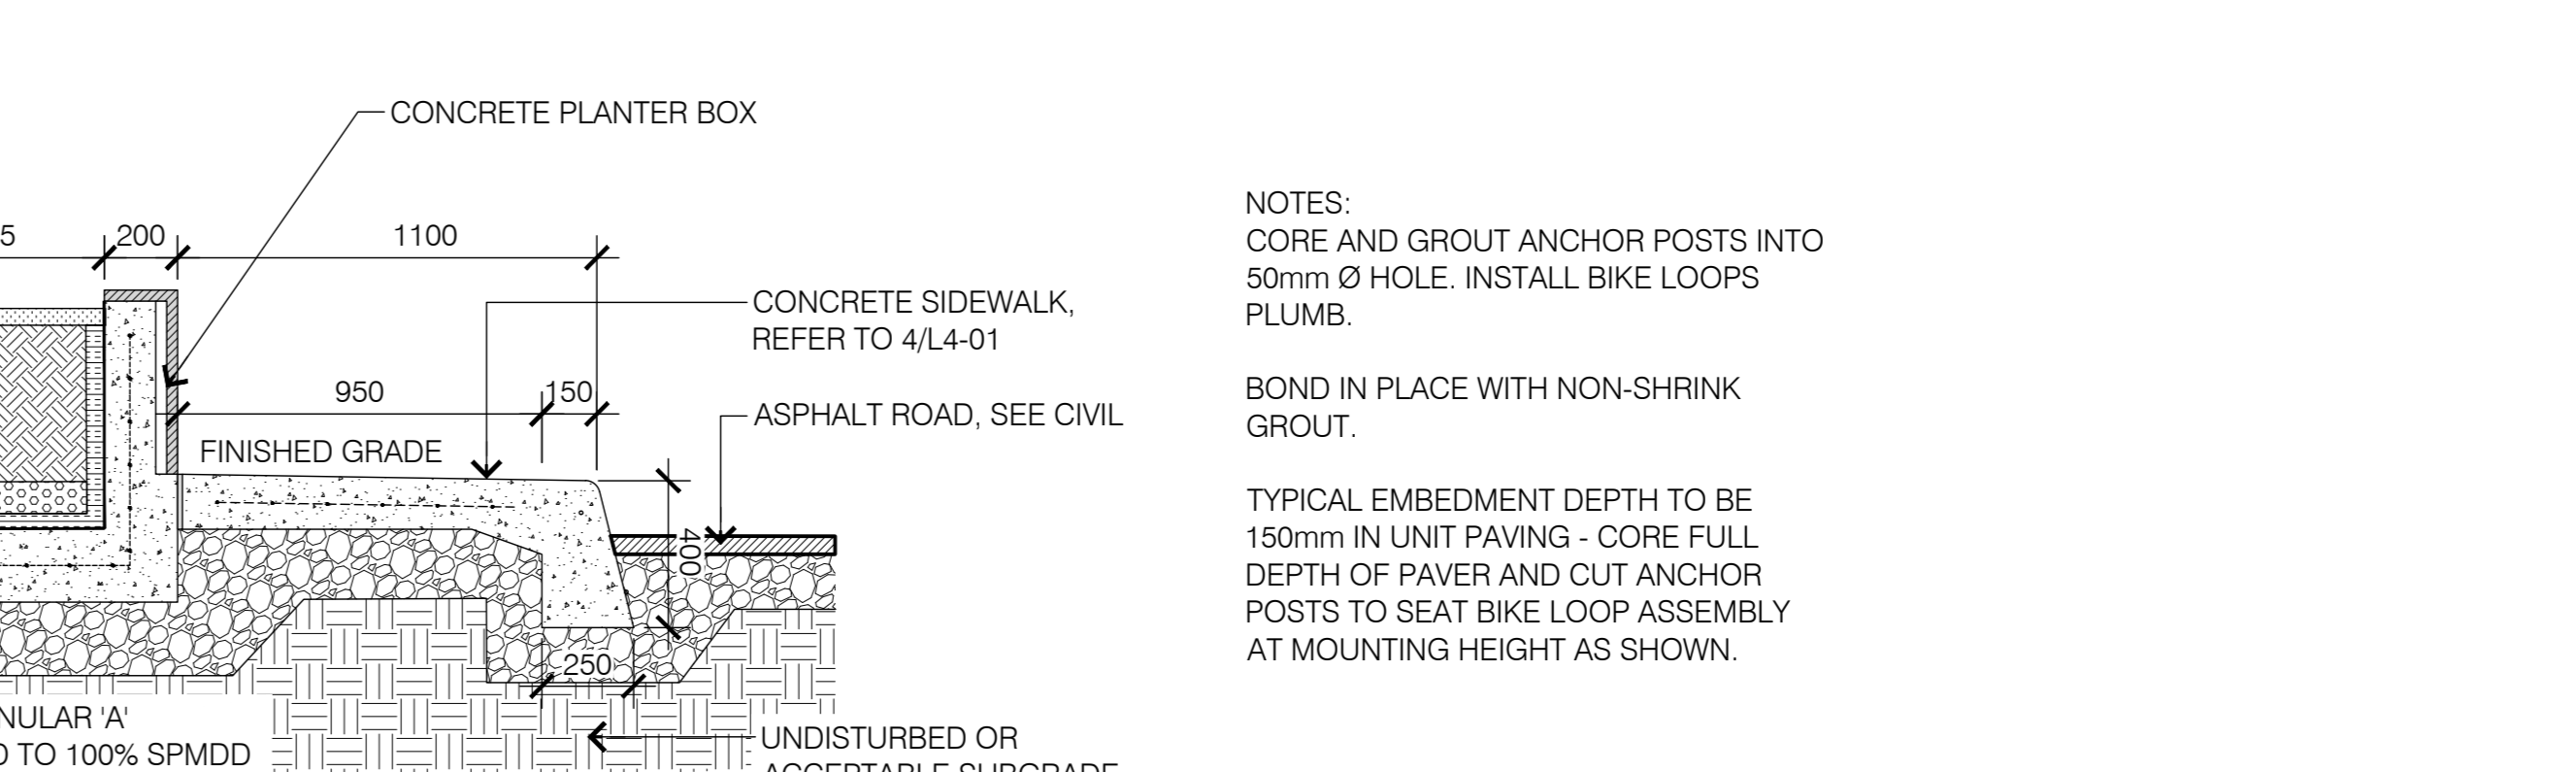 CONCRETE PLANTER BOX
5
200
1100
CONCRETE SIDEWALK,
REFER TO 4/L4-01
950
150
ASPHALT ROAD, SEE CIVIL
FINISHED GRADE
400
250
NULAR 'A'
TO 100% SPMDD
UNDISTURBED OR
ACCEPTABLE SUBGRADE
NOTES:
CORE AND GROUT ANCHOR POSTS INTO
50mm Ø HOLE. INSTALL BIKE LOOPS
PLUMB.
BOND IN PLACE WITH NON-SHRINK
GROUT.
TYPICAL EMBEDMENT DEPTH TO BE
150mm IN UNIT PAVING - CORE FULL
DEPTH OF PAVER AND CUT ANCHOR
POSTS TO SEAT BIKE LOOP ASSEMBLY
AT MOUNTING HEIGHT AS SHOWN.